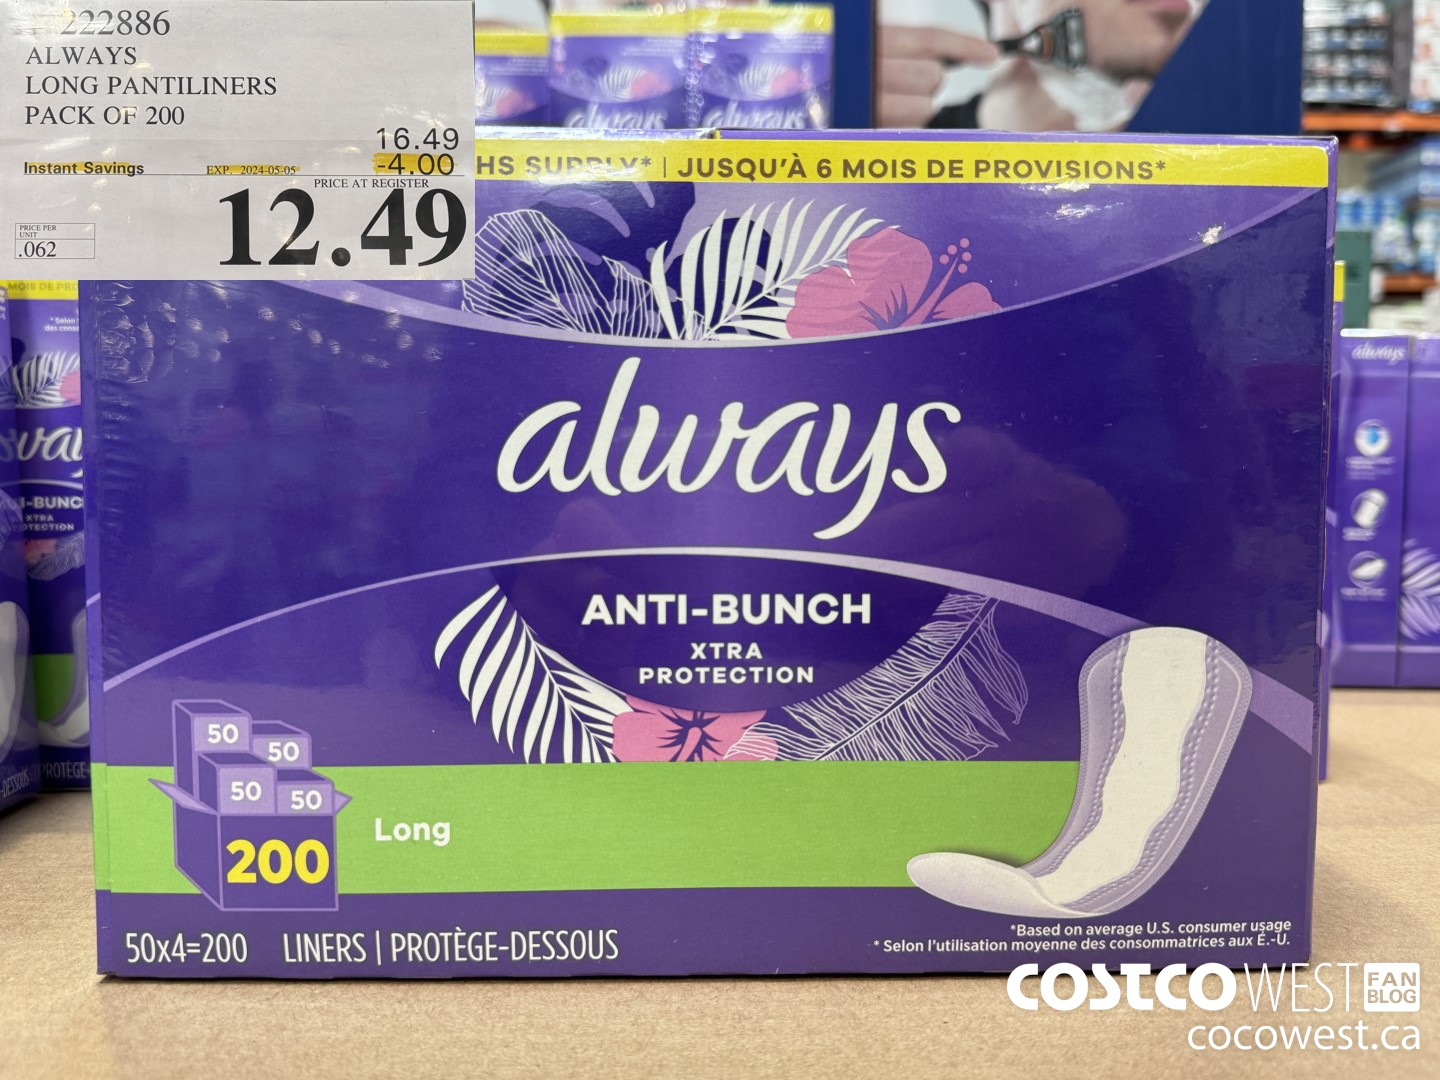 222886
ALWAYS
LONG PANTILINERS
PACK OF 200
16.49
Instant Savings EXP. 2024-05-05 -4.00
PRICE AT REGISTER
12.49
PRICE PER
UNIT
.062
HS SUPPLY* | JUSQU'À 6 MOIS DE PROVISIONS*
always
ANTI-BUNCH
XTRA
PROTECTION
50
50
50
50
200
Long
50x4=200 LINERS | PROTÈGE-DESSOUS
*Based on average U.S. consumer usage
* Selon l'utilisation moyenne des consommatrices aux É.-U.
always
always
always
COSTCO WEST FAN BLOG
cocowest.ca